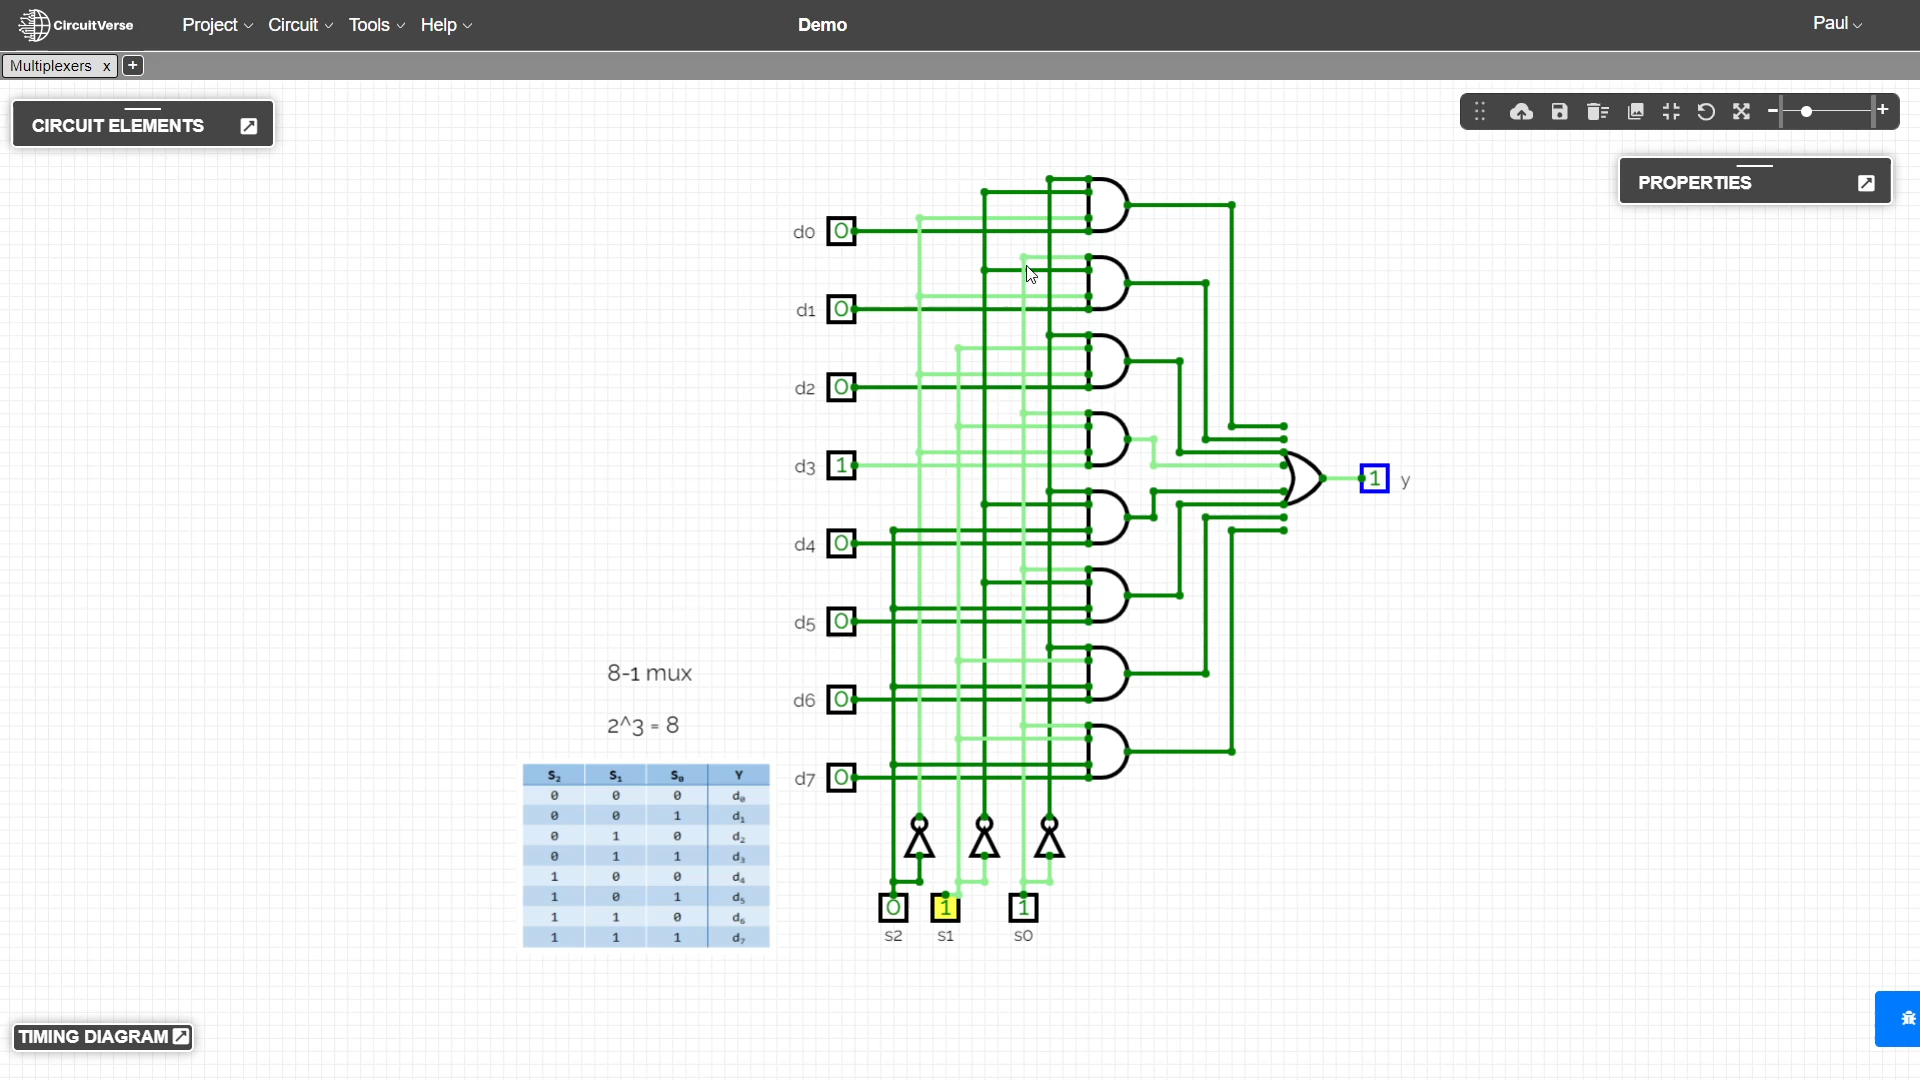 CircuitVerse Project Circuit Tools Help Demo Paul
Multiplexers x +
CIRCUIT ELEMENTS
PROPERTIES
d0 0
d1 0
d2 0
d3 1
1 y
d4 0
d5 0
8-1 mux
d6 0
2^3 = 8
d7 0
S₂ S₁ S₀ Y
0 0 0 d₀
0 0 1 d₁
0 1 0 d₂
0 1 1 d₃
1 0 0 d₄
1 0 1 d₅
1 1 0 d₆
1 1 1 d₇
0 1 1
s2 s1 s0
TIMING DIAGRAM